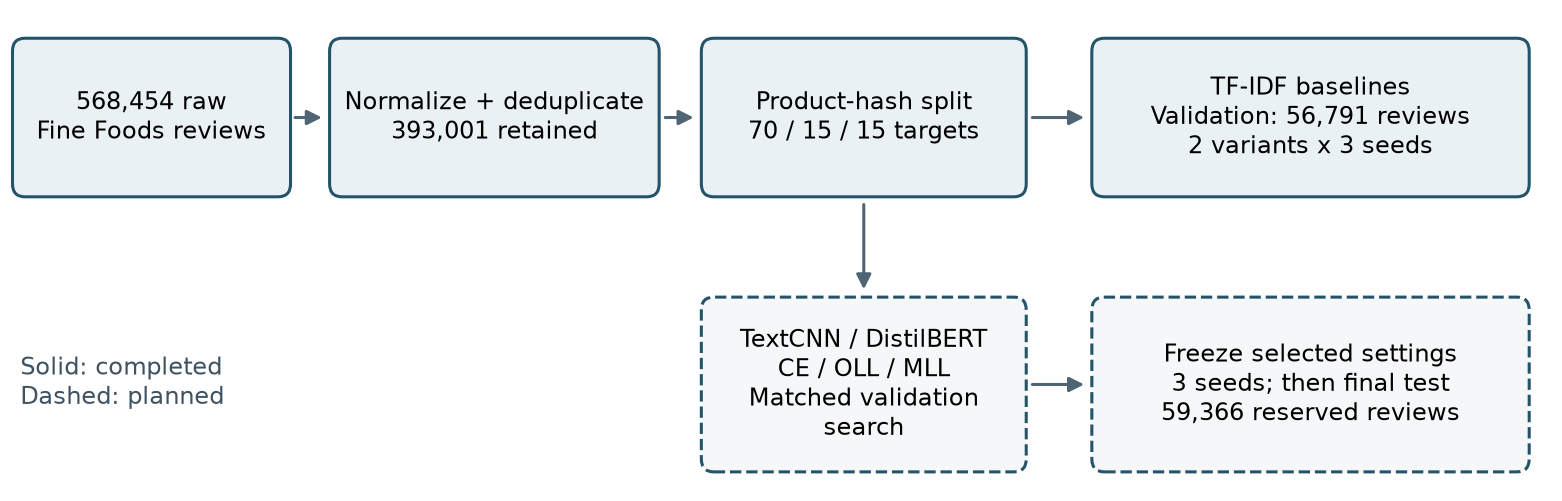 568,454 raw
Fine Foods reviews
Normalize + deduplicate
393,001 retained
Product-hash split
70 / 15 / 15 targets
TF-IDF baselines
Validation: 56,791 reviews
2 variants x 3 seeds
TextCNN / DistilBERT
CE / OLL / MLL
Matched validation
search
Freeze selected settings
3 seeds; then final test
59,366 reserved reviews
Solid: completed
Dashed: planned